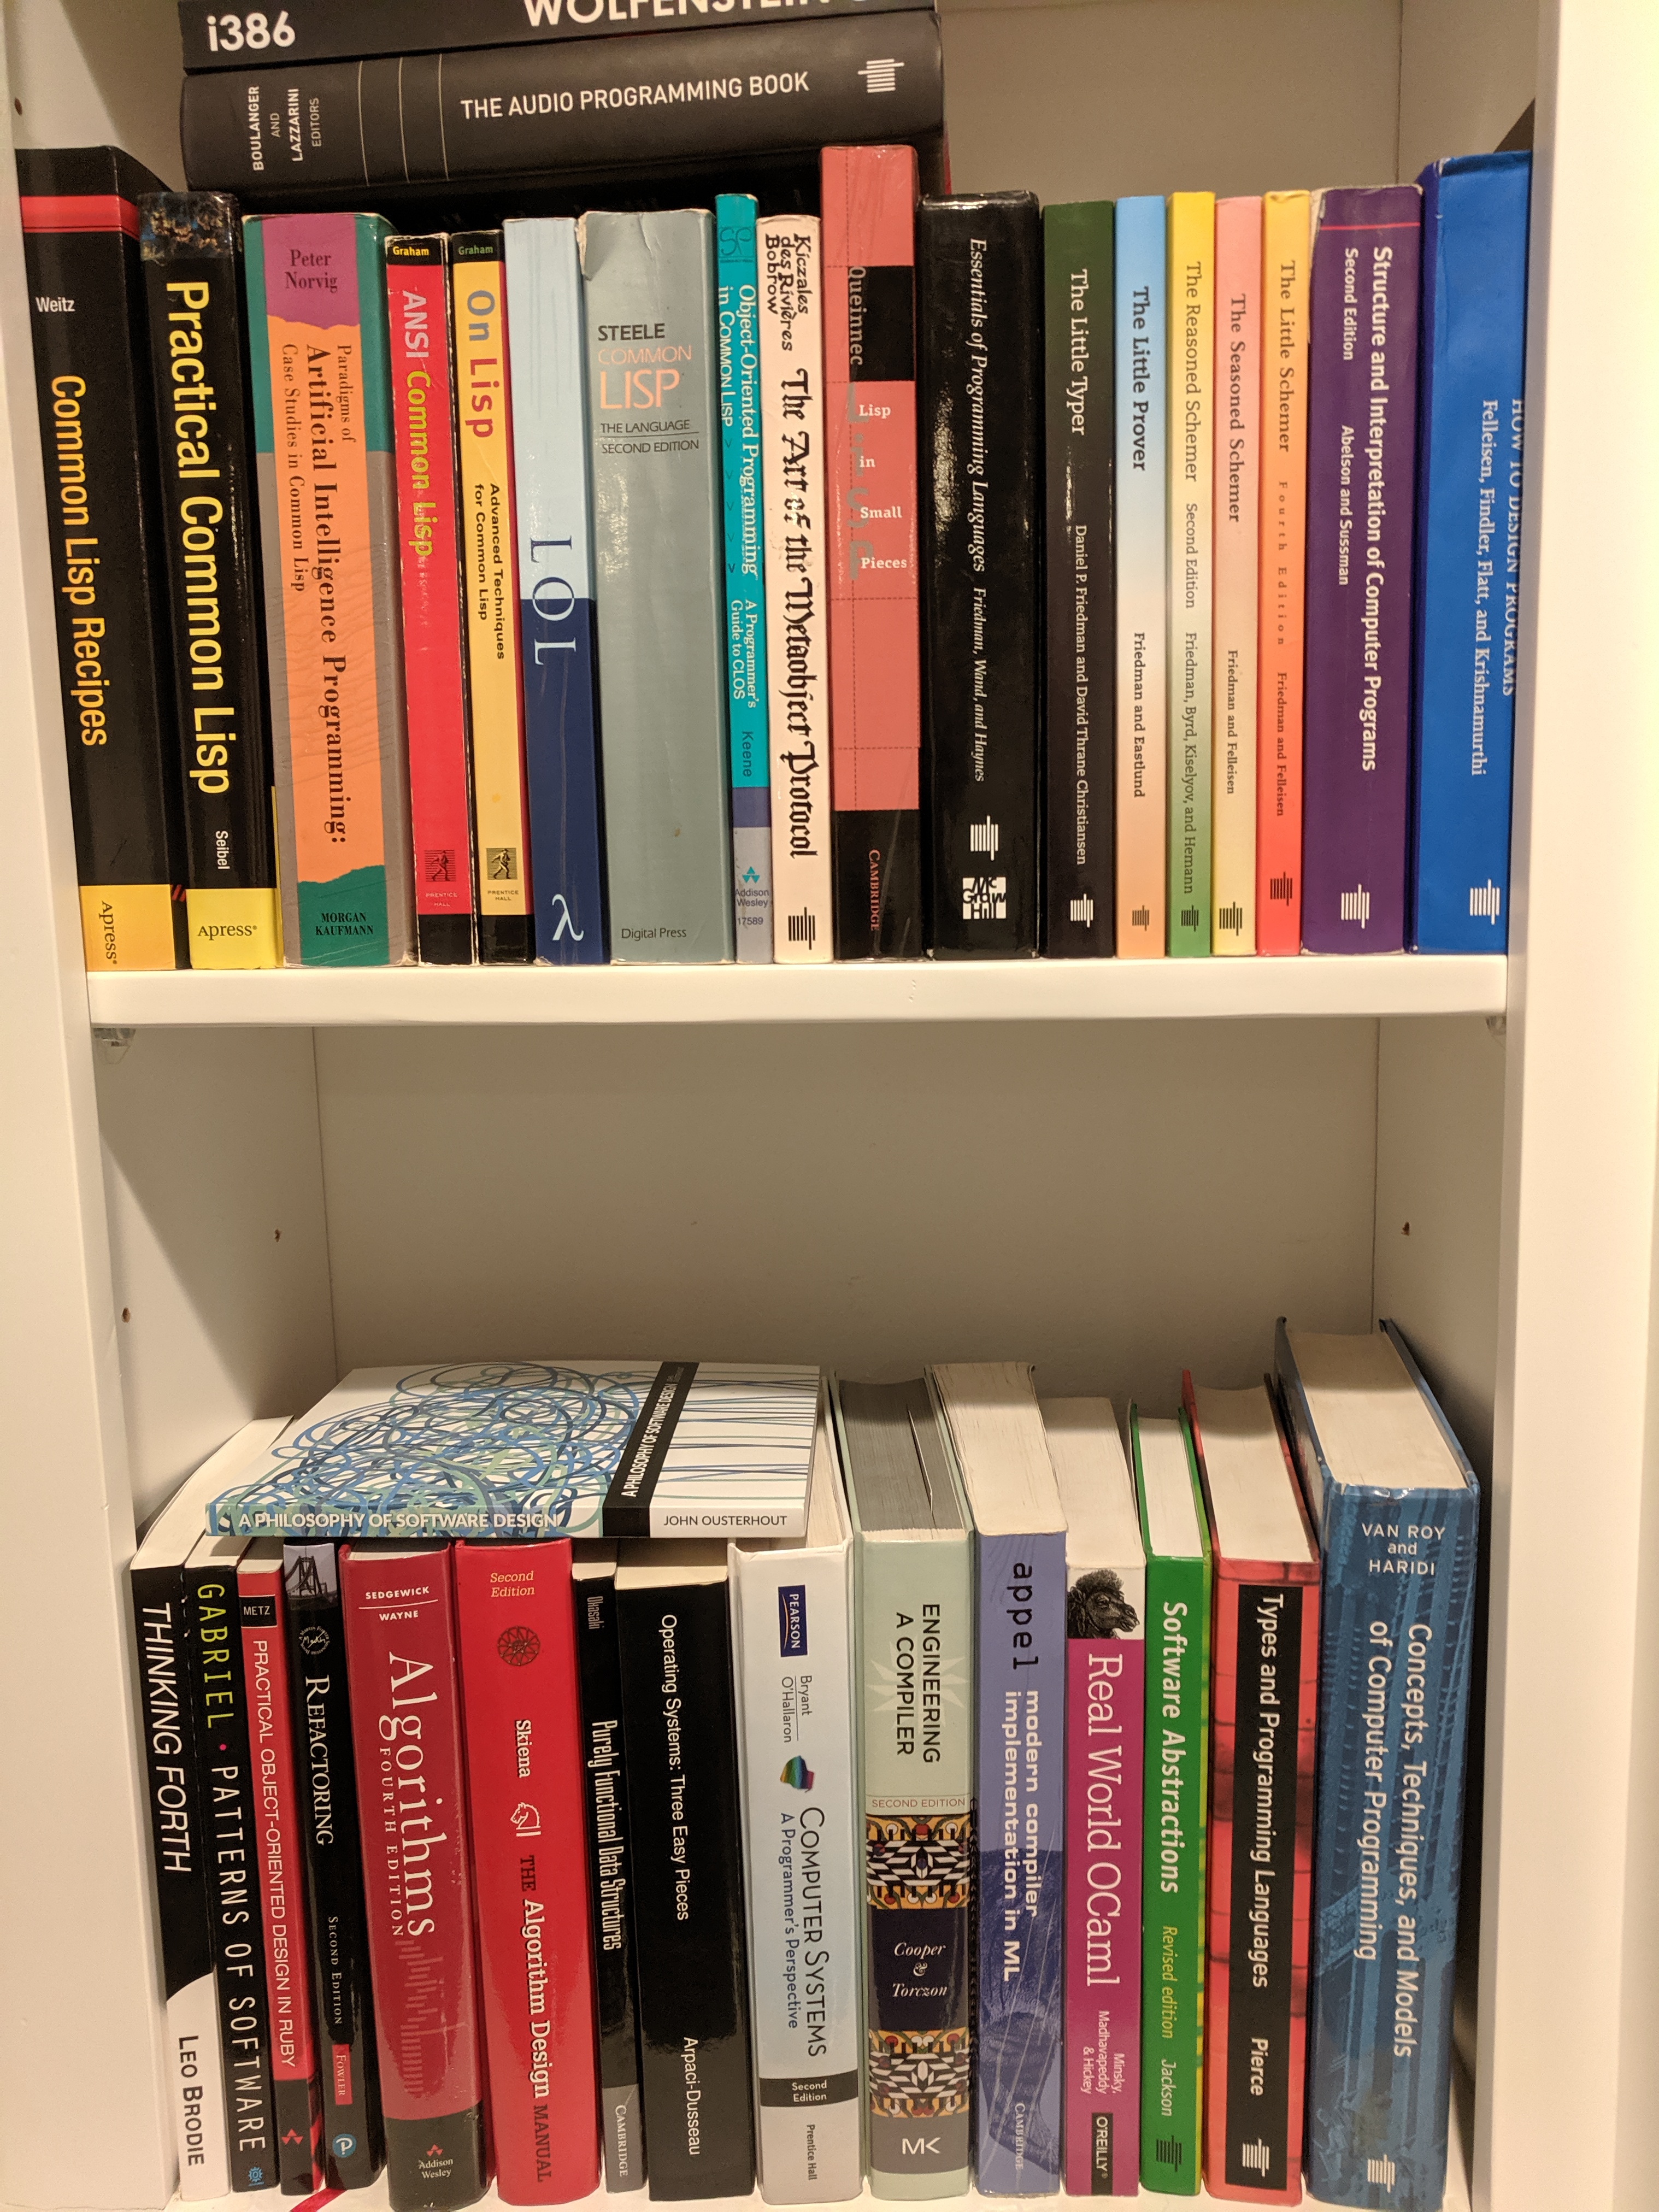 i386
WOLFENSTEIN
BOULANGER
AND
LAZZARINI
EDITORS
THE AUDIO PROGRAMMING BOOK
Weitz
Common Lisp Recipes
Apress®
Practical Common Lisp
Seibel
Apress®
Peter
Norvig
Paradigms of
Artificial Intelligence Programming:
Case Studies in Common Lisp
MORGAN
KAUFMANN
Graham
ANSI Common Lisp
PRENTICE
HALL
Graham
On Lisp
Advanced Techniques
for Common Lisp
PRENTICE
HALL
LOL
λ
STEELE
COMMON
LISP
THE LANGUAGE
SECOND EDITION
Digital Press
Object-Oriented Programming
in COMMON LISP
A Programmer's
Guide to CLOS
Keene
Addison
Wesley
17589
Kiczales
des Rivières
Bobrow
The Art of the Metaobject Protocol
Queinnec
Lisp
in
Small
Pieces
CAMBRIDGE
Essentials of Programming Languages
Friedman, Wand, and Haynes
Mc
Graw
Hill
The Little Typer
Daniel P. Friedman and David Thrane Christiansen
The Little Prover
Friedman and Eastlund
The Reasoned Schemer
Second Edition
Friedman, Byrd, Kiselyov, and Hemann
The Seasoned Schemer
Friedman and Felleisen
The Little Schemer
Fourth Edition
Friedman and Felleisen
Structure and Interpretation of Computer Programs
Second Edition
Abelson and Sussman
HOW TO DESIGN PROGRAMS
Felleisen, Findler, Flatt, and Krishnamurthi
A PHILOSOPHY OF SOFTWARE DESIGN
A PHILOSOPHY OF SOFTWARE DESIGN
JOHN OUSTERHOUT
THINKING FORTH
LEO BRODIE
GABRIEL • PATTERNS OF SOFTWARE
METZ
PRACTICAL OBJECT-ORIENTED DESIGN IN RUBY
REFACTORING
SECOND EDITION
FOWLER
SEDGEWICK
WAYNE
Algorithms
FOURTH EDITION
Addison
Wesley
Second
Edition
Skiena
THE Algorithm Design MANUAL
Okasaki
Purely Functional Data Structures
CAMBRIDGE
Operating Systems: Three Easy Pieces
Arpaci-Dusseau
PEARSON
Bryant
O'Hallaron
COMPUTER SYSTEMS
A Programmer's Perspective
Second
Edition
Prentice Hall
ENGINEERING
A COMPILER
SECOND EDITION
Cooper
&
Torczon
MK
appel
modern compiler
implementation in ML
CAMBRIDGE
Real World OCaml
Minsky,
Madhavapeddy
& Hickey
O'REILLY®
Software Abstractions
Revised edition
Jackson
Types and Programming Languages
Pierce
VAN ROY
and
HARIDI
Concepts, Techniques, and Models
of Computer Programming